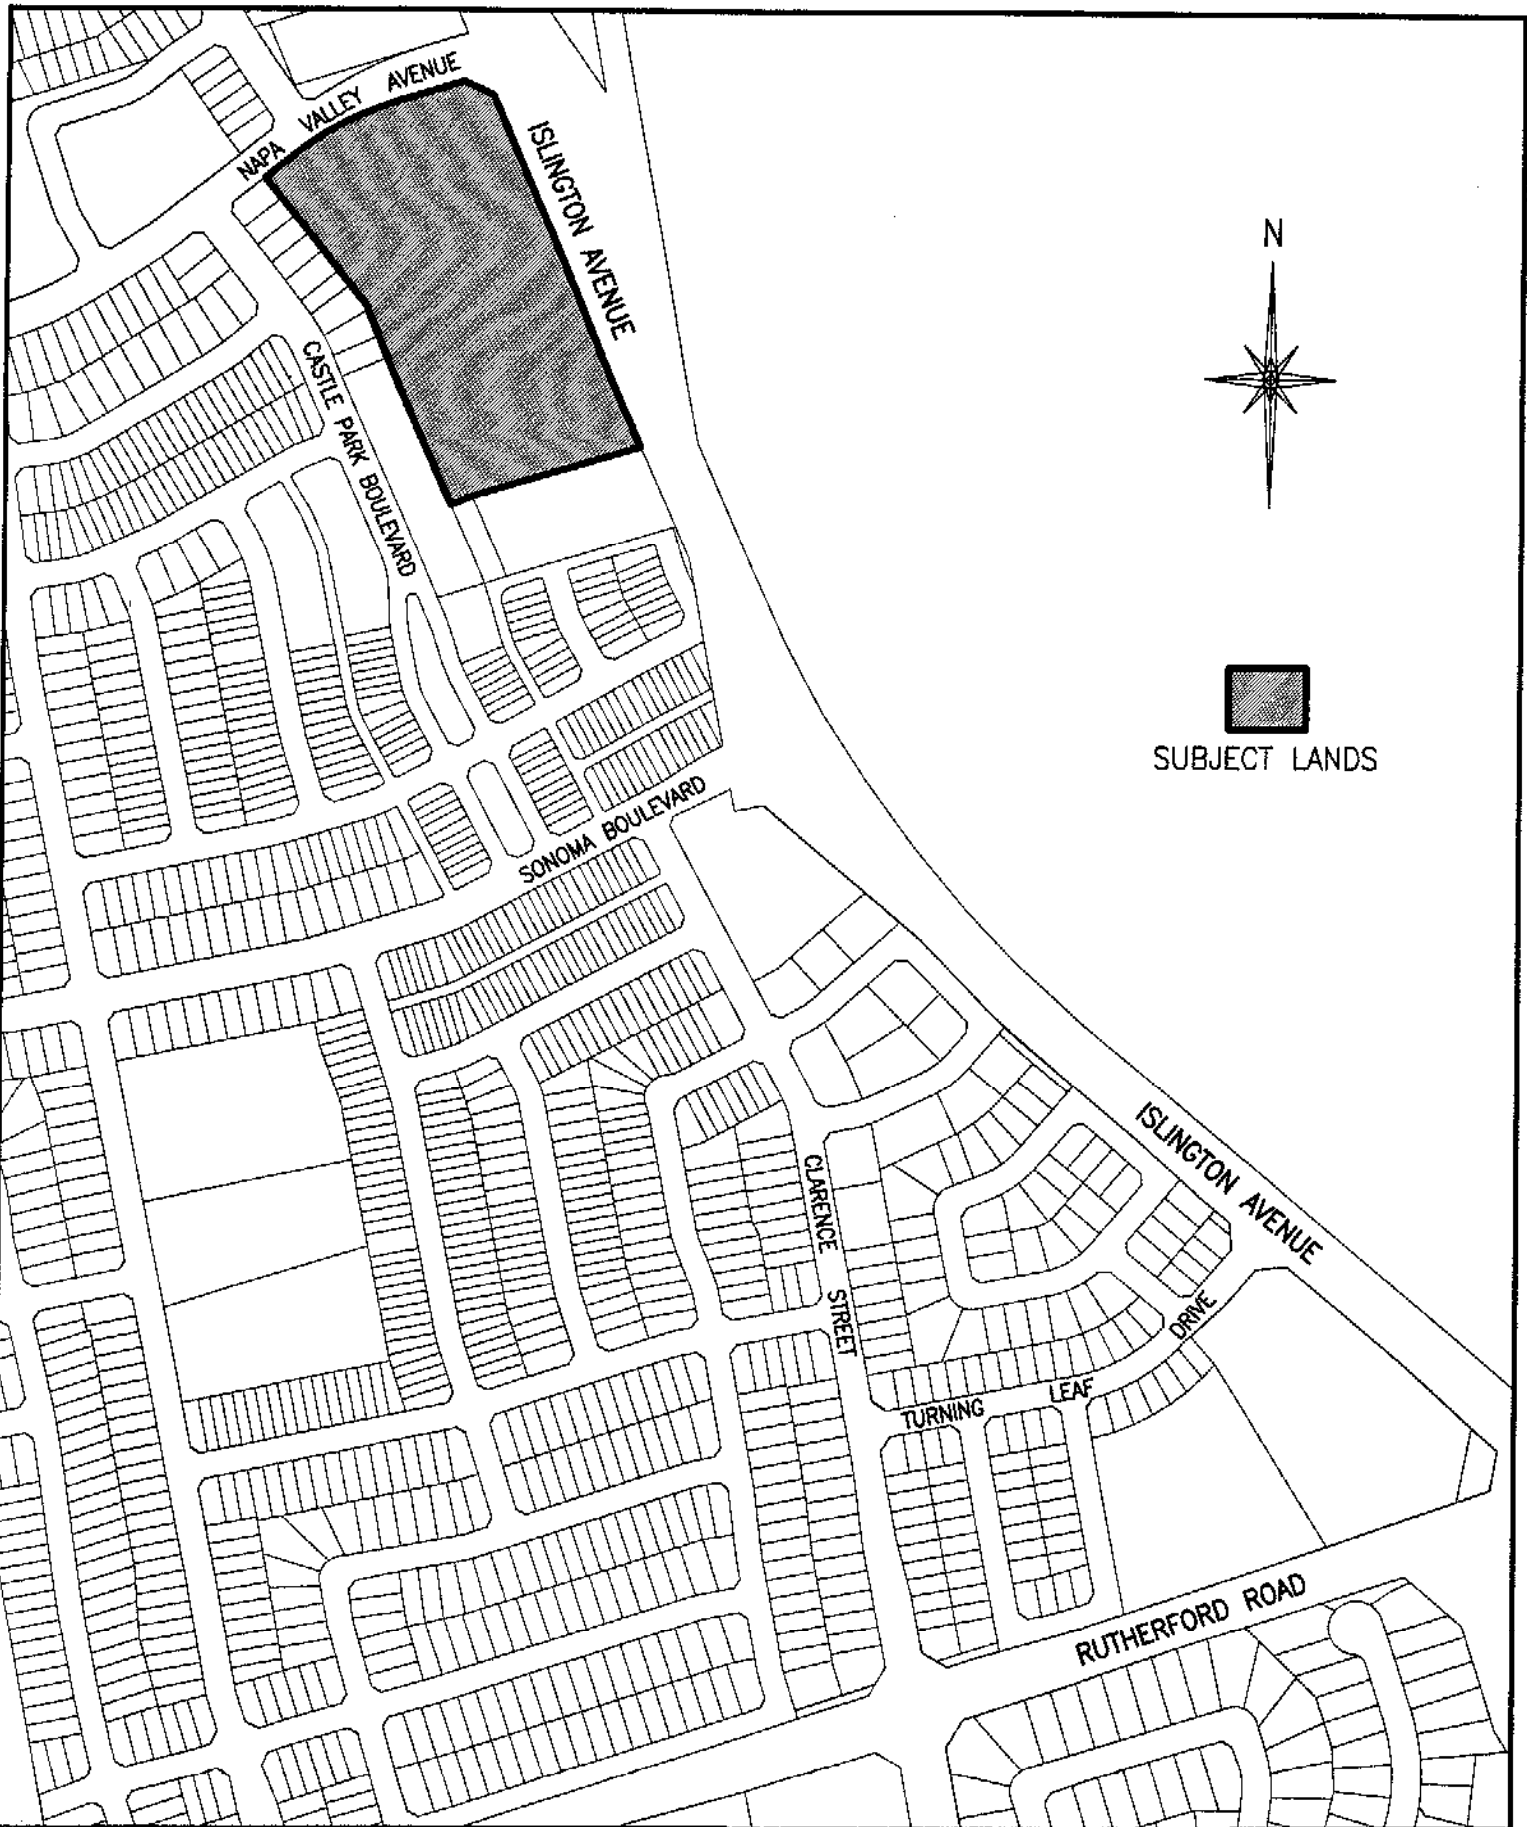 NAPA VALLEY AVENUE
ISLINGTON AVENUE
N
CASTLE PARK BOULEVARD
SUBJECT LANDS
SONOMA BOULEVARD
ISLINGTON AVENUE
CLARENCE STREET
TURNING LEAF DRIVE
RUTHERFORD ROAD